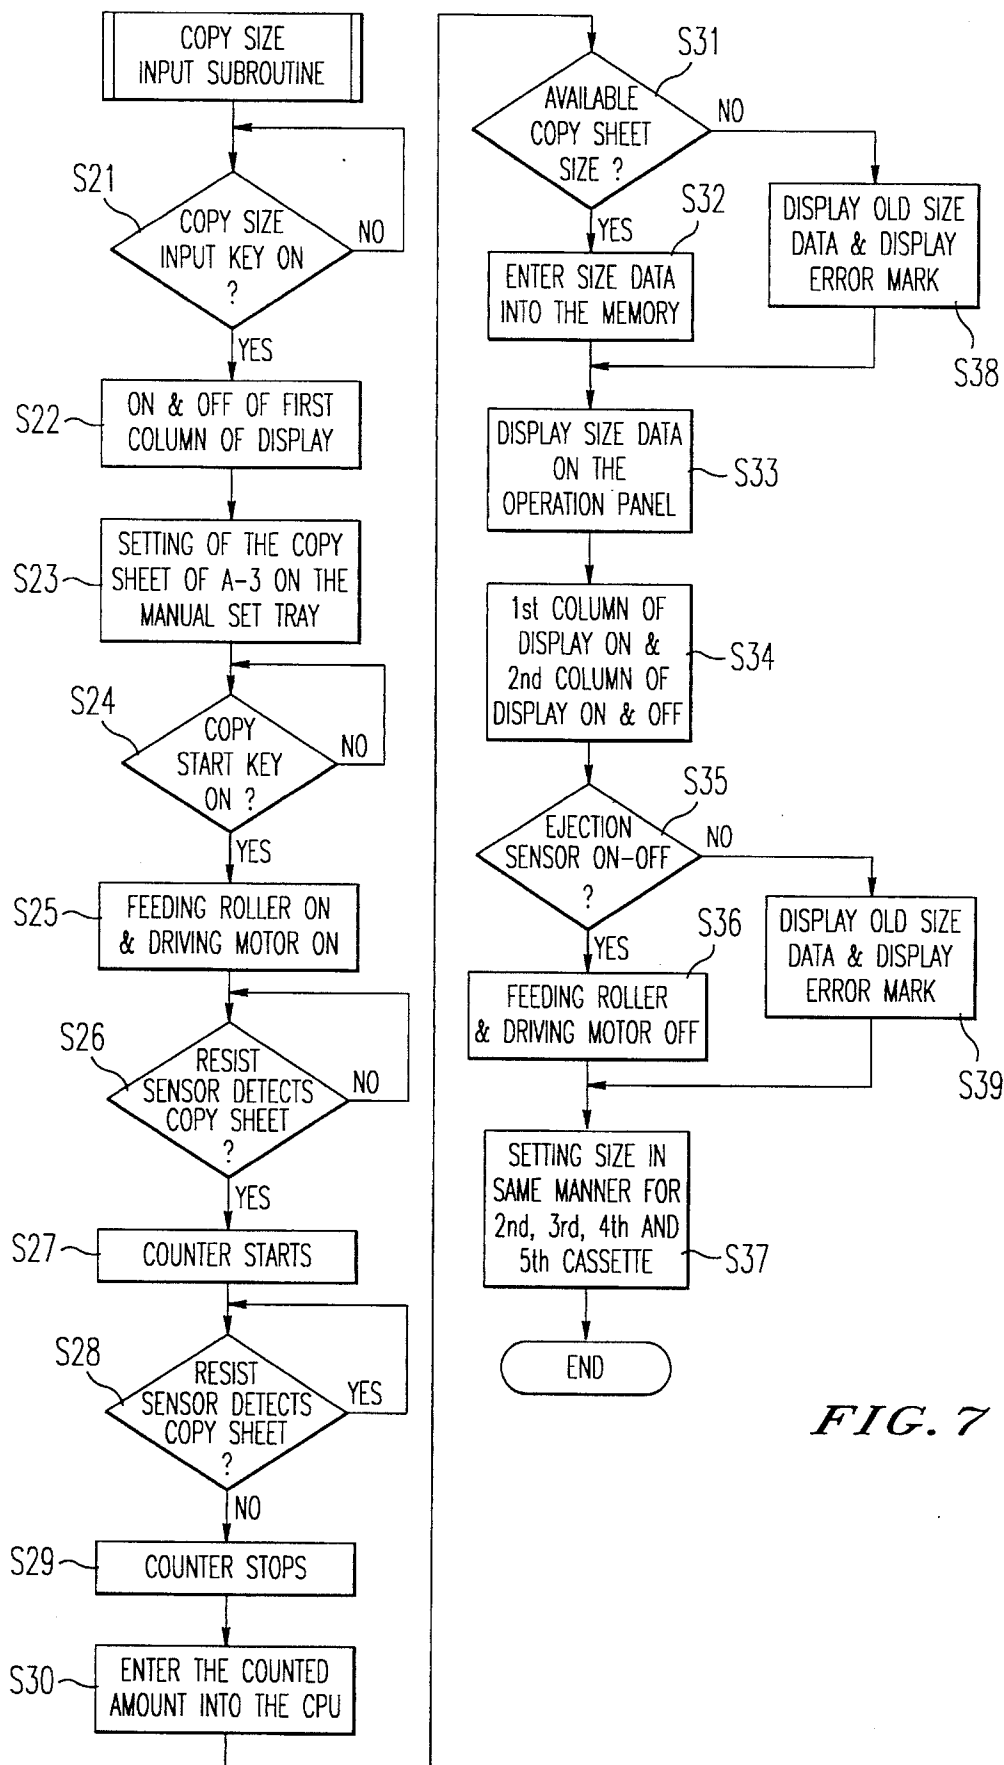 COPY SIZE
INPUT SUBROUTINE
S21
COPY SIZE
INPUT KEY ON
?
NO
YES
S22
ON & OFF OF FIRST
COLUMN OF DISPLAY
S23
SETTING OF THE COPY
SHEET OF A-3 ON THE
MANUAL SET TRAY
S24
COPY
START KEY
ON ?
NO
YES
S25
FEEDING ROLLER ON
& DRIVING MOTOR ON
S26
RESIST
SENSOR DETECTS
COPY SHEET
?
NO
YES
S27
COUNTER STARTS
S28
RESIST
SENSOR DETECTS
COPY SHEET
?
YES
NO
S29
COUNTER STOPS
S30
ENTER THE COUNTED
AMOUNT INTO THE CPU
S31
AVAILABLE
COPY SHEET
SIZE ?
NO
YES
S32
ENTER SIZE DATA
INTO THE MEMORY
DISPLAY OLD SIZE
DATA & DISPLAY
ERROR MARK
S38
DISPLAY SIZE DATA
ON THE
OPERATION PANEL
S33
1st COLUMN OF
DISPLAY ON &
2nd COLUMN OF
DISPLAY ON & OFF
S34
S35
EJECTION
SENSOR ON-OFF
?
NO
YES
S36
FEEDING ROLLER
& DRIVING MOTOR OFF
DISPLAY OLD SIZE
DATA & DISPLAY
ERROR MARK
S39
SETTING SIZE IN
SAME MANNER FOR
2nd, 3rd, 4th AND
5th CASSETTE
S37
END
FIG. 7